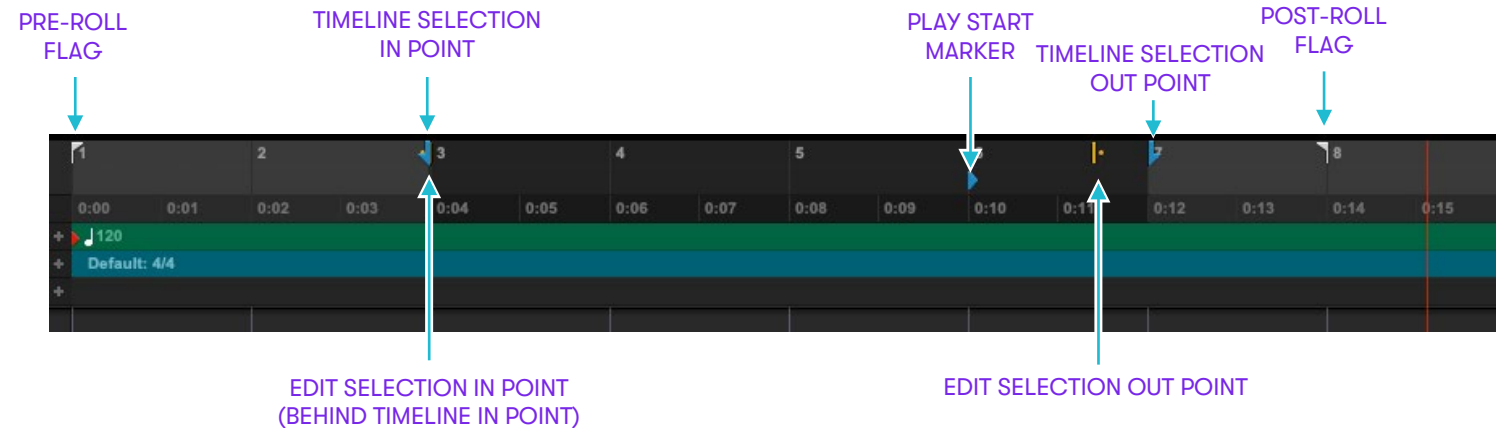 PRE-ROLL
FLAG
TIMELINE SELECTION
IN POINT
PLAY START
MARKER
TIMELINE SELECTION
OUT POINT
POST-ROLL
FLAG
1 2 3 4 5 6 7 8
0:00 0:01 0:02 0:03 0:04 0:05 0:06 0:07 0:08 0:09 0:10 0:11 0:12 0:13 0:14 0:15
+ 120
+ Default: 4/4
+
EDIT SELECTION IN POINT
(BEHIND TIMELINE IN POINT)
EDIT SELECTION OUT POINT